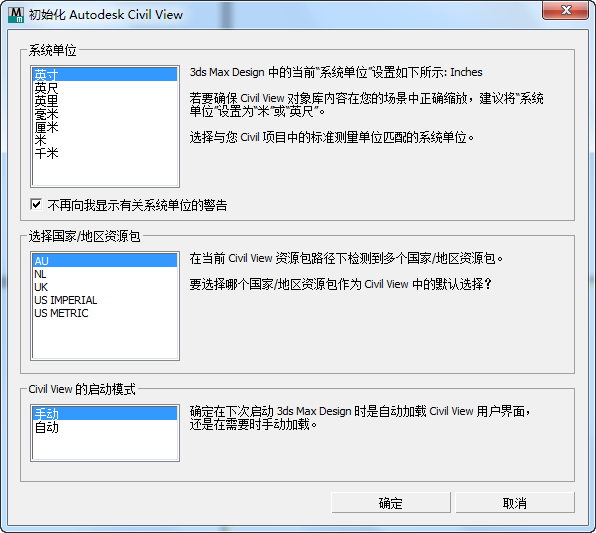 初始化 Autodesk Civil View
系统单位
英寸
英尺
英里
毫米
厘米
米
千米
3ds Max Design 中的当前“系统单位”设置如下所示: Inches
若要确保 Civil View 对象库内容在您的场景中正确缩放，建议将“系统
单位”设置为“米”或“英尺”。
选择与您 Civil 项目中的标准测量单位匹配的系统单位。
不再向我显示有关系统单位的警告
选择国家/地区资源包
AU
NL
UK
US IMPERIAL
US METRIC
在当前 Civil View 资源包路径下检测到多个国家/地区资源包。
要选择哪个国家/地区资源包作为 Civil View 中的默认选择？
Civil View 的启动模式
手动
自动
确定在下次启动 3ds Max Design 时是自动加载 Civil View 用户界面，
还是在需要时手动加载。
确定
取消